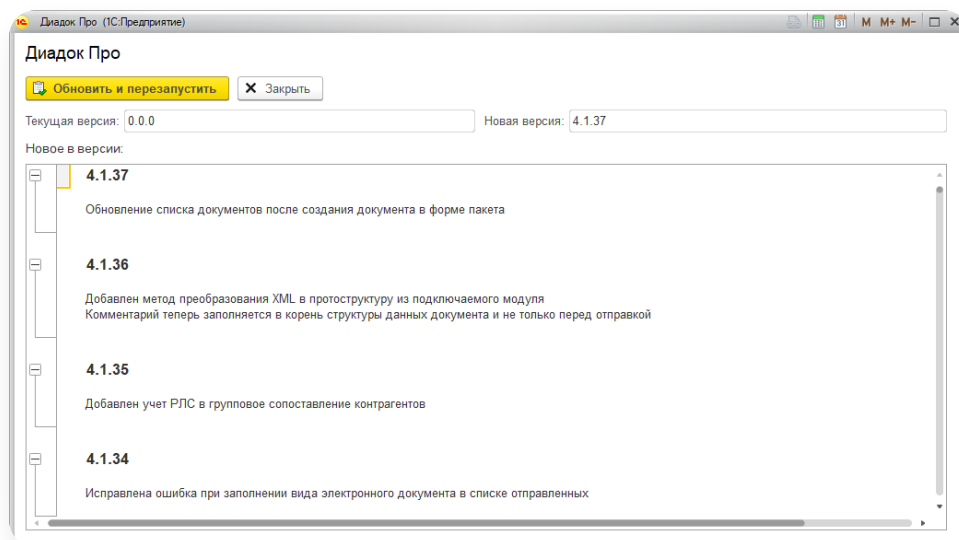 1С Диадок Про (1С:Предприятие)
31 M M+ M-
Диадок Про
Обновить и перезапустить Закрыть
Текущая версия: 0.0.0 Новая версия: 4.1.37
Новое в версии:
4.1.37
Обновление списка документов после создания документа в форме пакета
4.1.36
Добавлен метод преобразования XML в протоструктуру из подключаемого модуля
Комментарий теперь заполняется в корень структуры данных документа и не только перед отправкой
4.1.35
Добавлен учет РЛС в групповое сопоставление контрагентов
4.1.34
Исправлена ошибка при заполнении вида электронного документа в списке отправленных